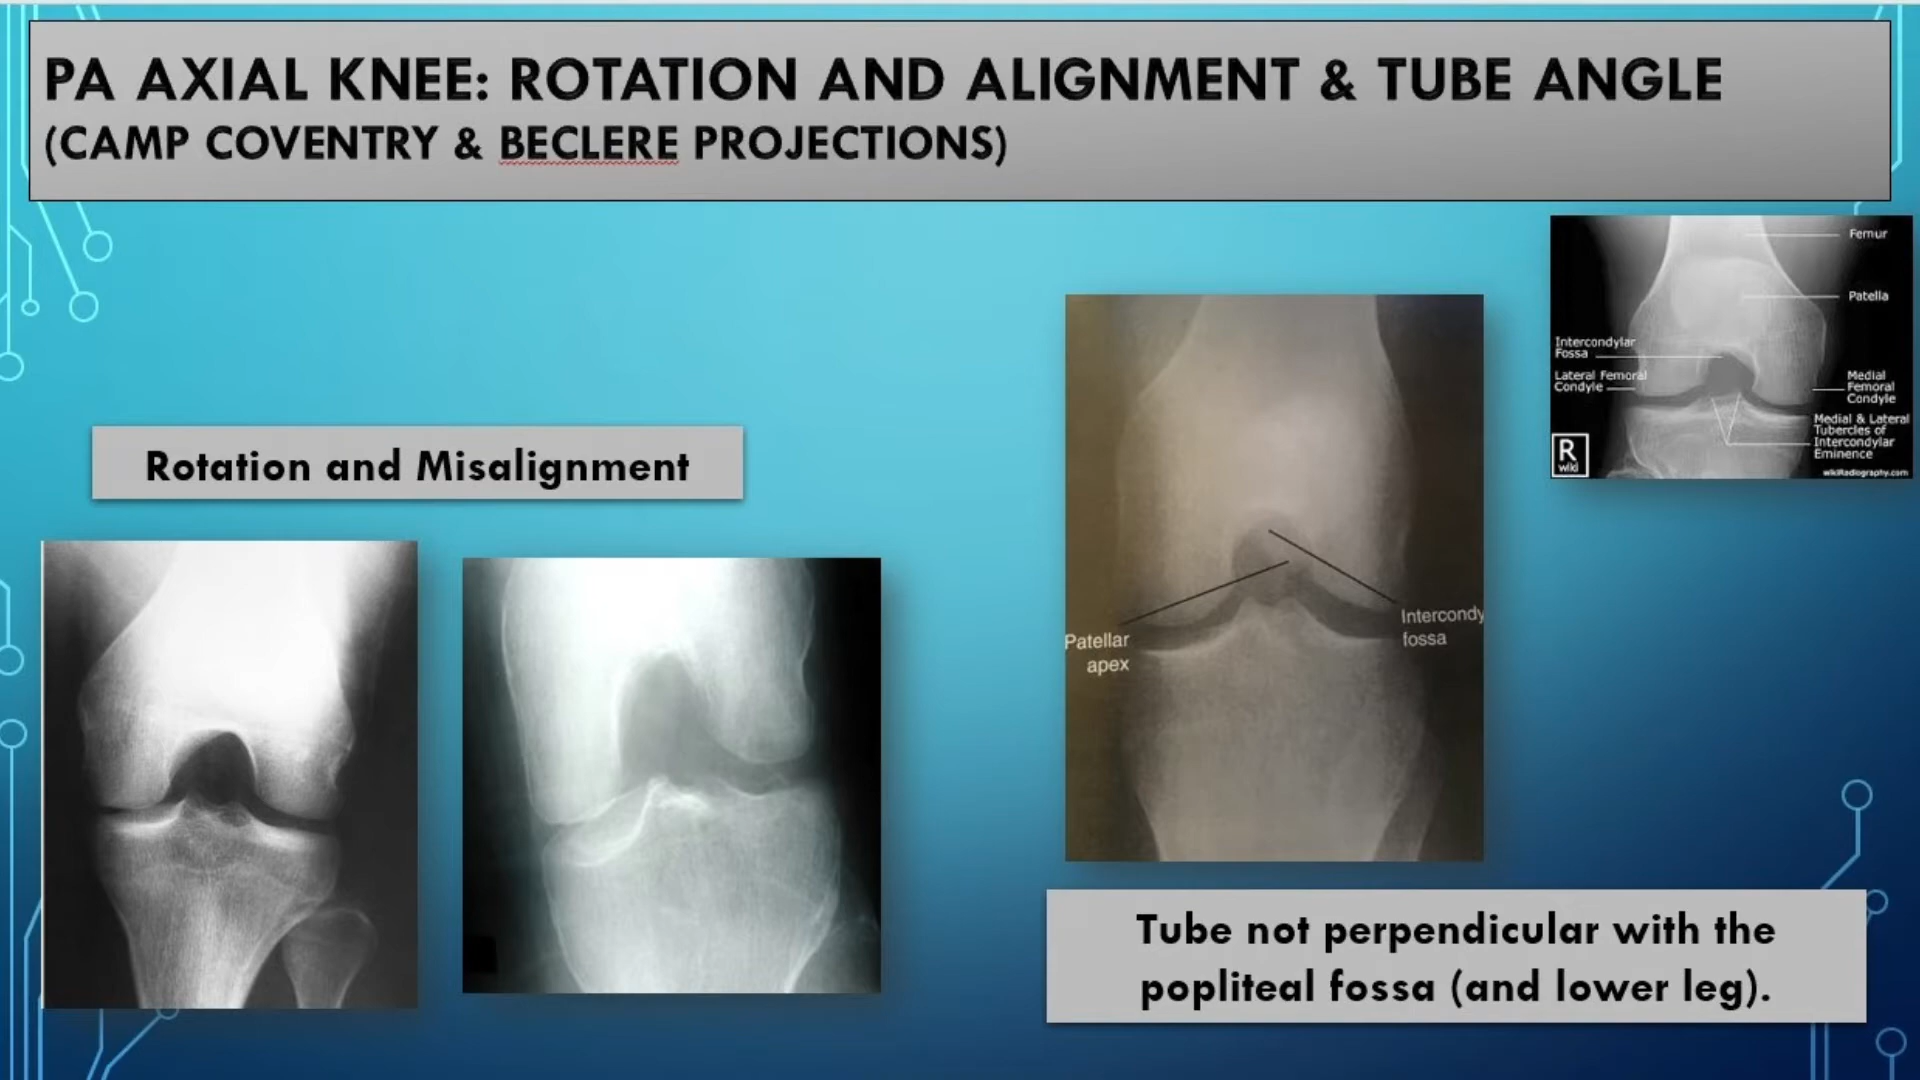 PA AXIAL KNEE: ROTATION AND ALIGNMENT & TUBE ANGLE
(CAMP COVENTRY & BECLERE PROJECTIONS)
Rotation and Misalignment
Patellar
apex
Intercondy
fossa
Femur
Patella
Intercondylar
Fossa
Lateral Femoral
Condyle
Medial
Femoral
Condyle
Medial & Lateral
Tubercles of
Intercondylar
Eminence
R
wiki
wikiRadiography.com
Tube not perpendicular with the
popliteal fossa (and lower leg).